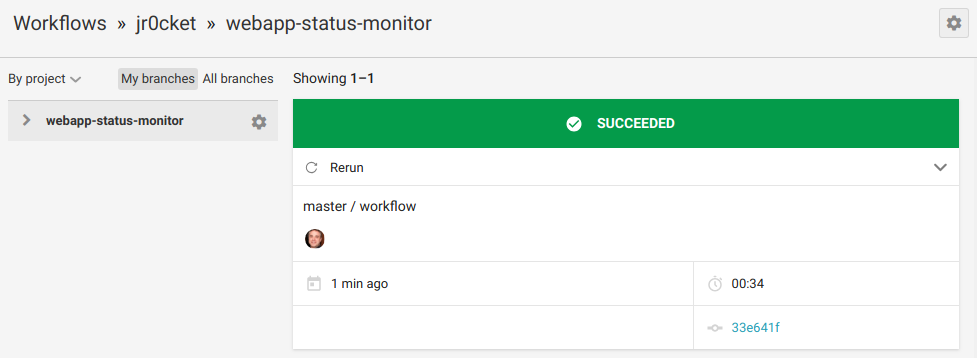 Workflows » jr0cket » webapp-status-monitor
By project My branches All branches
Showing 1–1
webapp-status-monitor
SUCCEEDED
Rerun
master / workflow
1 min ago
00:34
33e641f